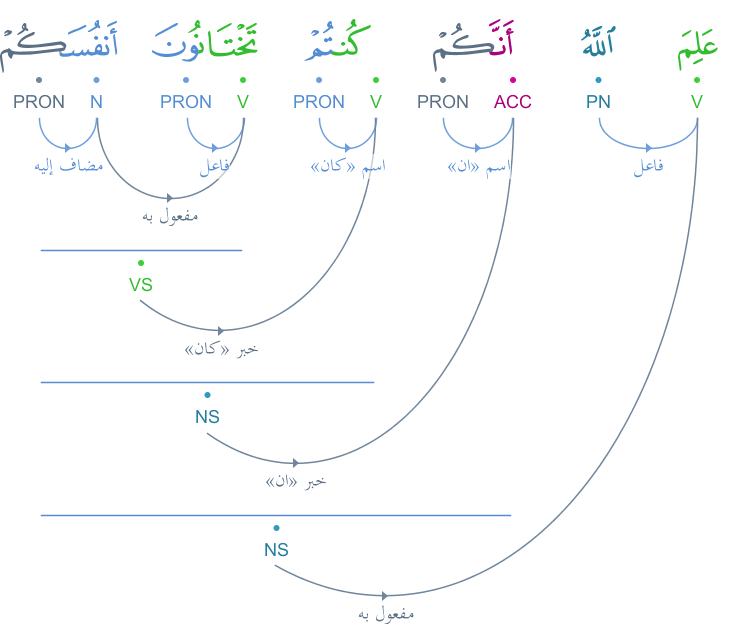 عَلِمَ ٱللَّهُ أَنَّكُمْ كُنتُمْ تَخْتَانُونَ أَنفُسَكُمْ
V PN ACC PRON V PRON V PRON N PRON
فاعل اسم «ان» اسم «كان» فاعل مضاف إليه
مفعول به
VS
خبر «كان»
NS
خبر «ان»
NS
مفعول به